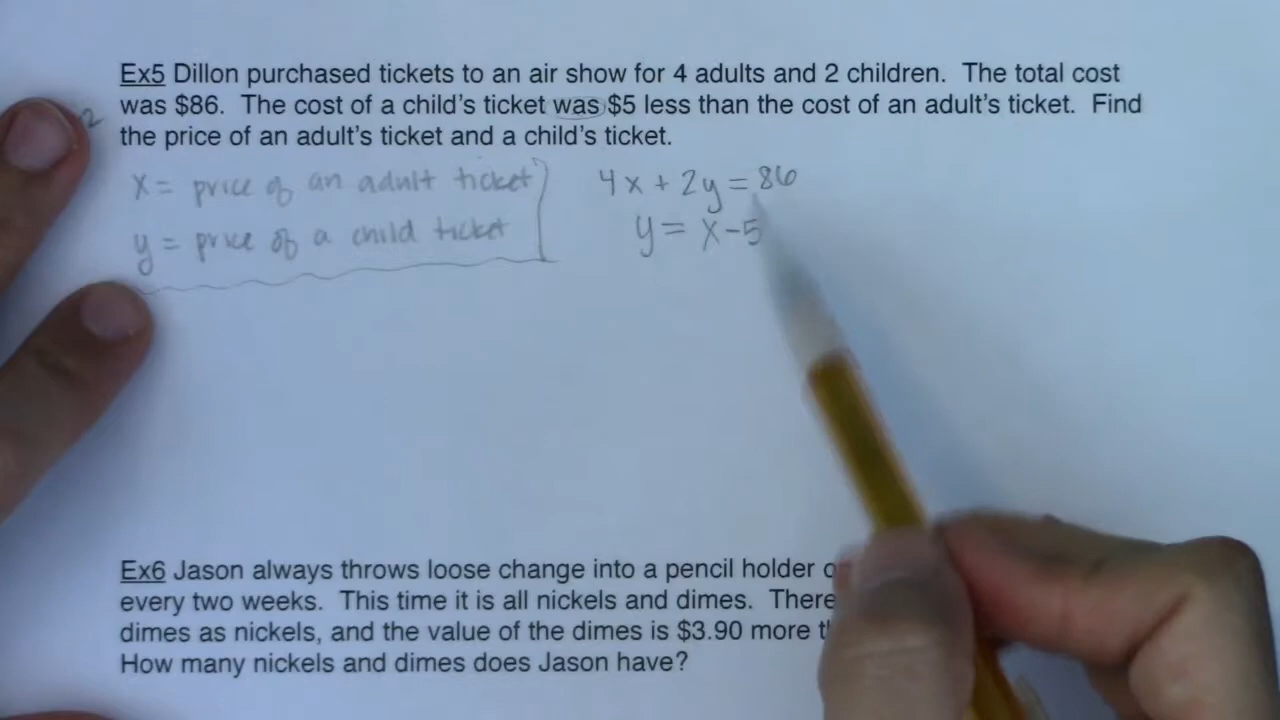 Ex5 Dillon purchased tickets to an air show for 4 adults and 2 children. The total cost
was $86. The cost of a child's ticket was $5 less than the cost of an adult's ticket. Find
the price of an adult's ticket and a child's ticket.
x = price of an adult ticket
y = price of a child ticket
4x + 2y = 86
y = x - 5
Ex6 Jason always throws loose change into a pencil holder
every two weeks. This time it is all nickels and dimes. There
dimes as nickels, and the value of the dimes is $3.90 more
How many nickels and dimes does Jason have?